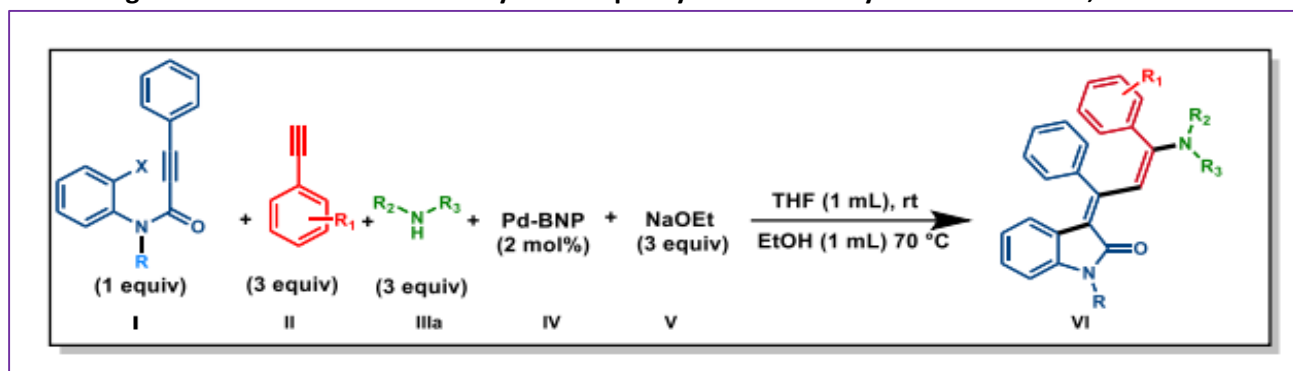 X
N
O
R
(1 equiv)
I
+
R1
(3 equiv)
II
+
R2
N
H
R3
(3 equiv)
IIIa
+
Pd-BNP
(2 mol%)
IV
+
NaOEt
(3 equiv)
V
THF (1 mL), rt
EtOH (1 mL) 70 °C
R1
R2
N
R3
O
N
R
VI